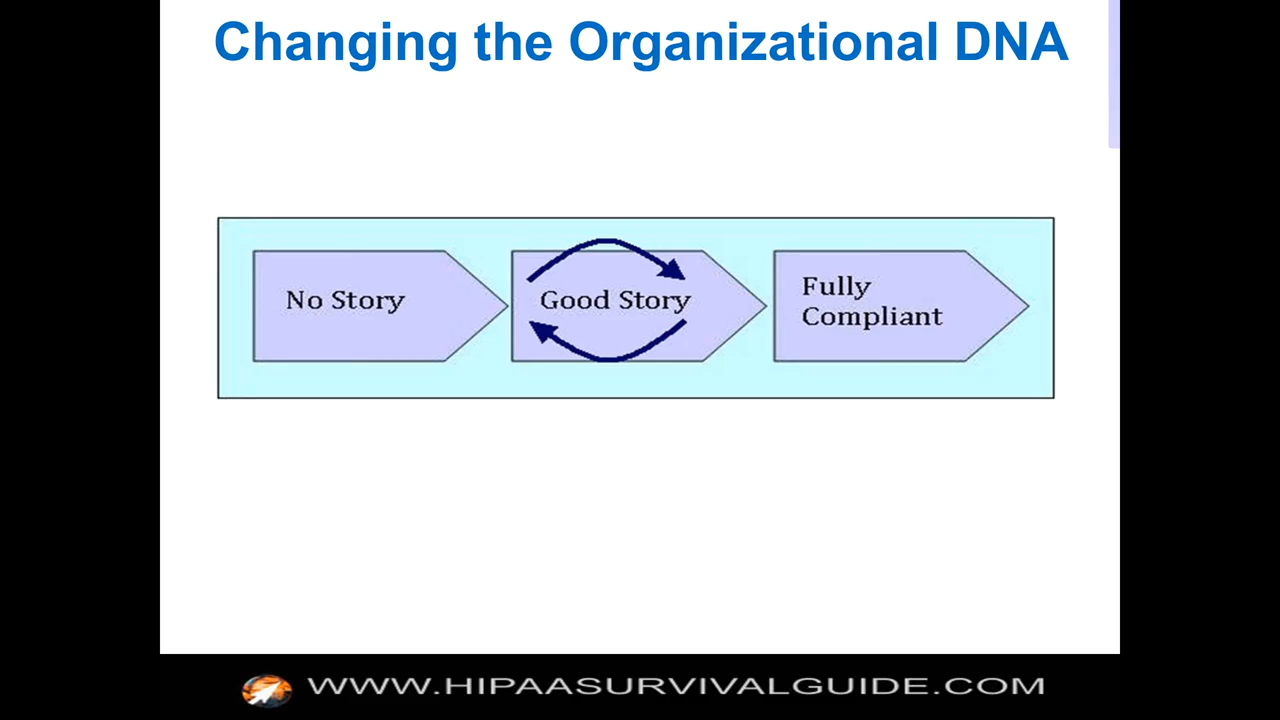 Changing the Organizational DNA
No Story
Good Story
Fully
Compliant
WWW.HIPAASURVIVALGUIDE.COM